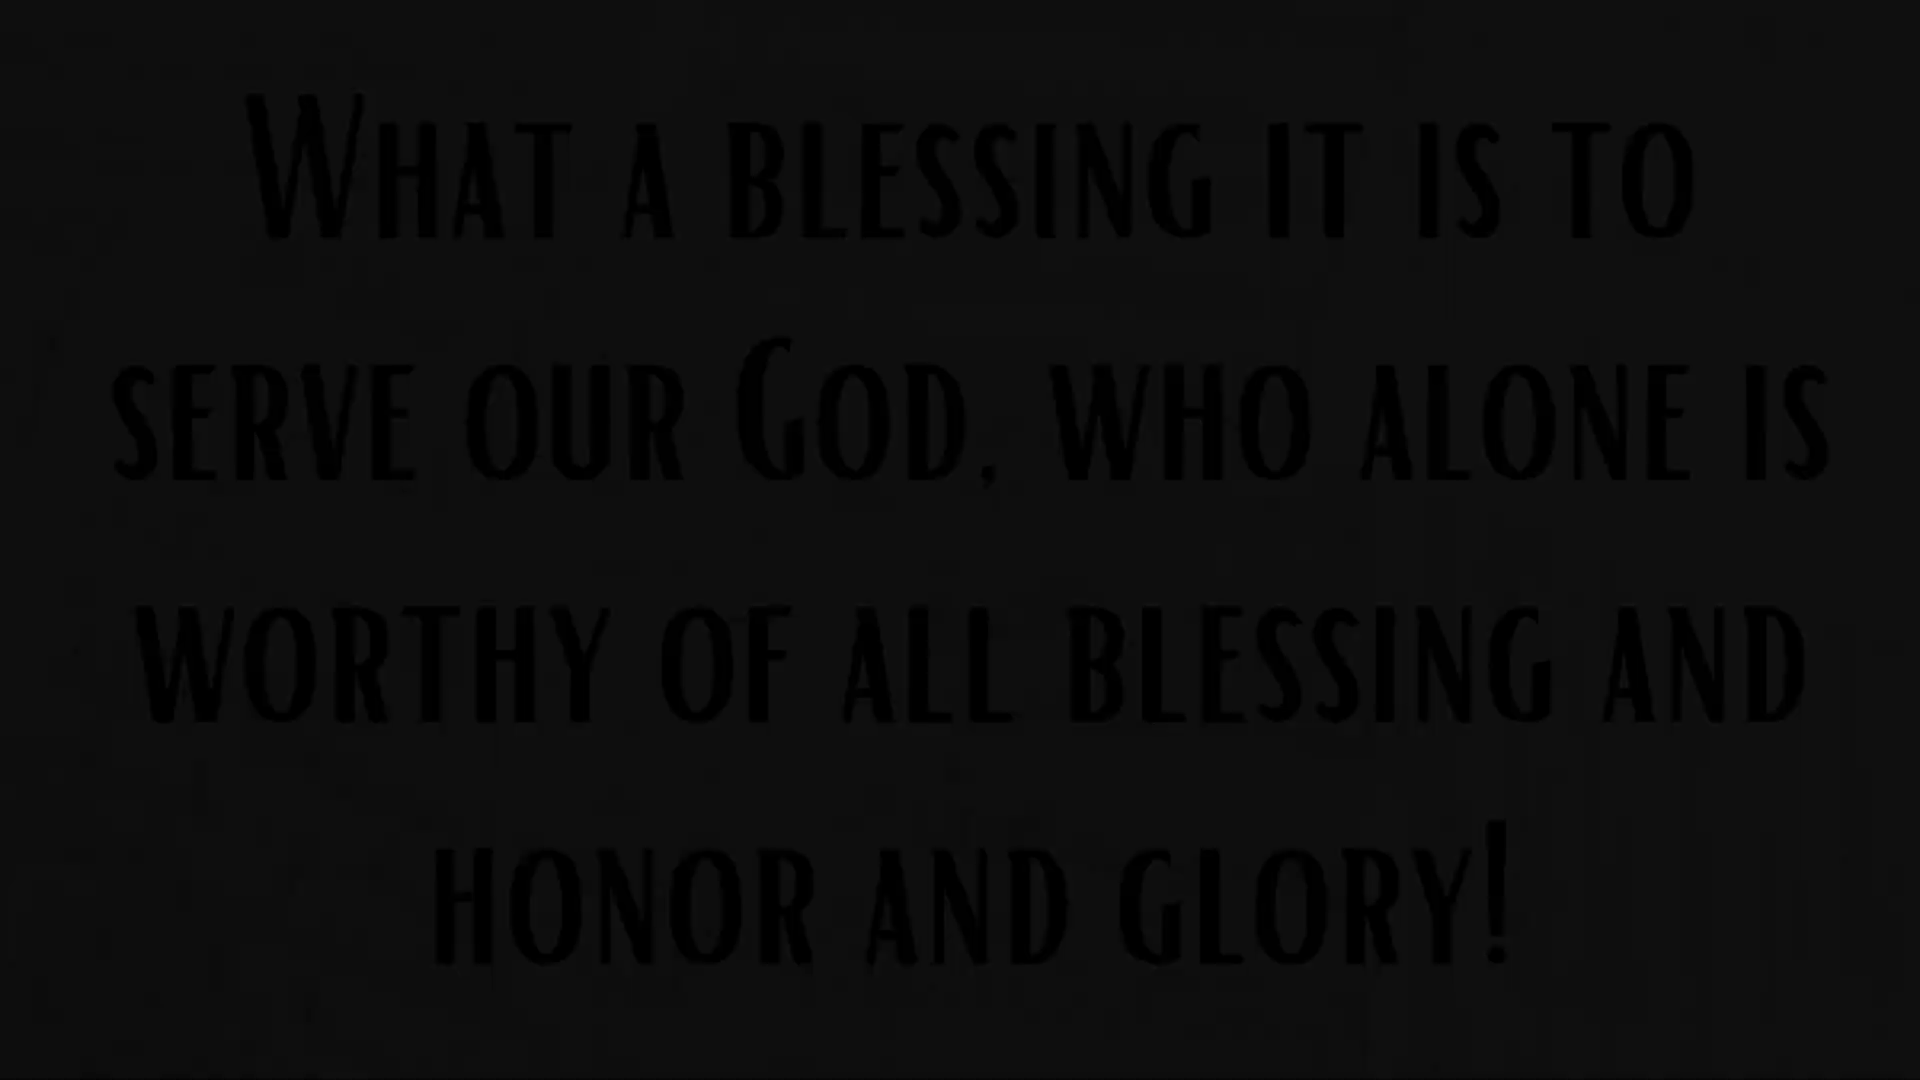 What a blessing it is to
serve our God, who alone is
worthy of all blessing and
honor and glory!